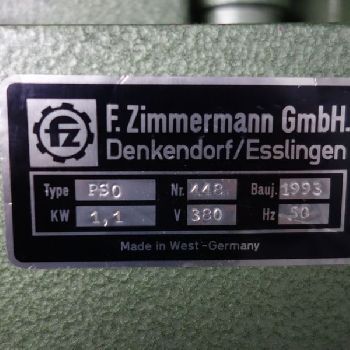 fz
F. Zimmermann GmbH.
Denkendorf/Esslingen
Type PS0 Nr. 448. Bauj. 1993
KW 1,1 V 380 Hz 50
Made in West-Germany